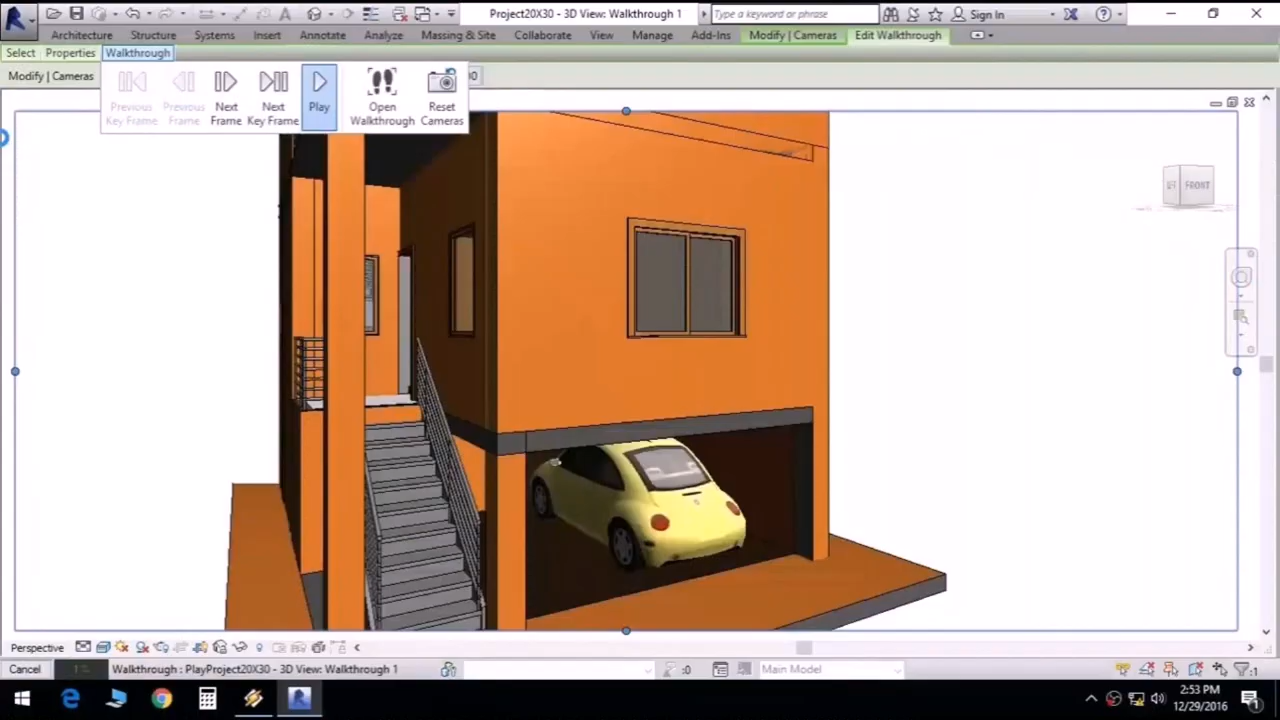 Project20X30 - 3D View: Walkthrough 1
Type a keyword or phrase
Sign In
Architecture Structure Systems Insert Annotate Analyze Massing & Site Collaborate View Manage Add-Ins Modify | Cameras Edit Walkthrough
Select Properties Walkthrough
Modify | Cameras
Previous Key Frame
Previous Frame
Next Frame
Next Key Frame
Play
Open Walkthrough
Reset Cameras
FRONT
Perspective
Cancel
1%
Walkthrough : PlayProject20X30 - 3D View: Walkthrough 1
:0
Main Model
:1
2:53 PM
12/29/2016